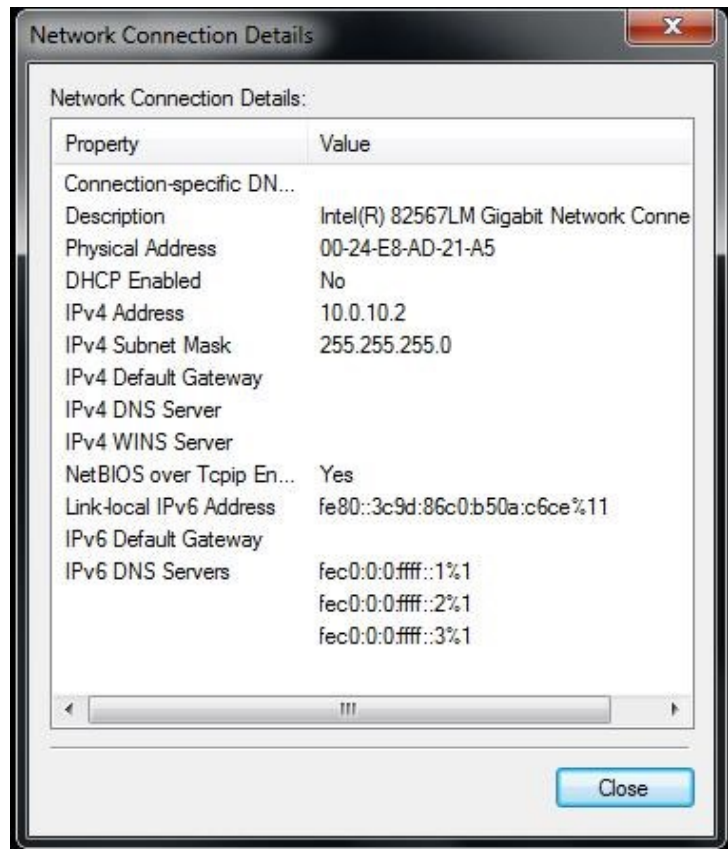 Network Connection Details
Network Connection Details:
Property Value
Connection-specific DN...
Description Intel(R) 82567LM Gigabit Network Conne
Physical Address 00-24-E8-AD-21-A5
DHCP Enabled No
IPv4 Address 10.0.10.2
IPv4 Subnet Mask 255.255.255.0
IPv4 Default Gateway
IPv4 DNS Server
IPv4 WINS Server
NetBIOS over Tcpip En... Yes
Link-local IPv6 Address fe80::3c9d:86c0:b50a:c6ce%11
IPv6 Default Gateway
IPv6 DNS Servers fec0:0:0:ffff::1%1
fec0:0:0:ffff::2%1
fec0:0:0:ffff::3%1
Close